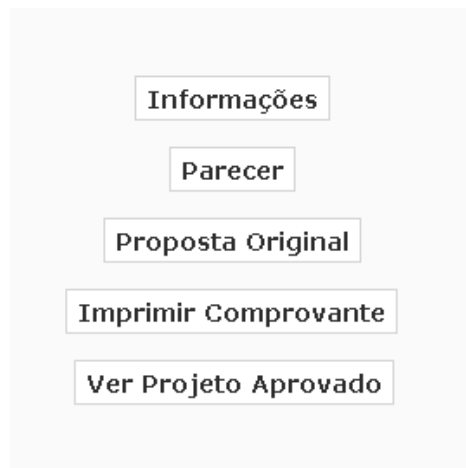 Informações
Parecer
Proposta Original
Imprimir Comprovante
Ver Projeto Aprovado